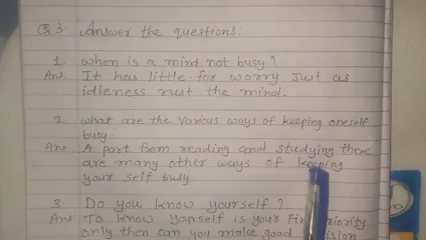 Q3. Answer the questions:
1. when is a mind not busy?
Ans. It has little for worry Just as
idleness rust the mind.
2. what are the various ways of keeping oneself
busy.
Ans A part from reading and studying there
are many other ways of keeping
your self busy.
3. Do you know yourself?
Ans To know yourself is your
only then can you make good